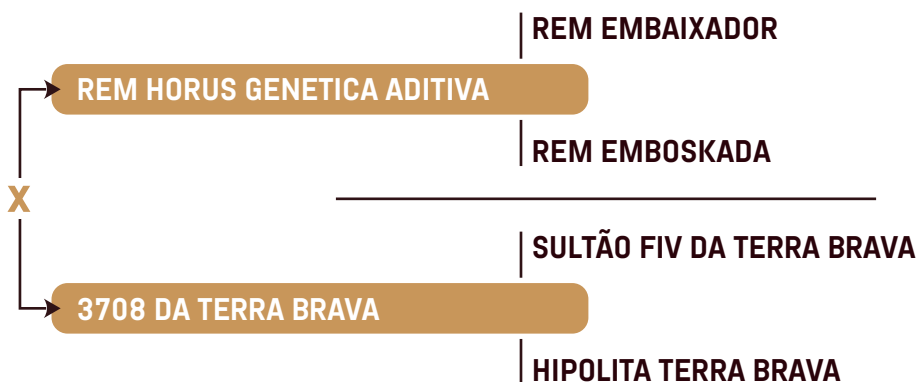 REM EMBAIXADOR
REM HORUS GENETICA ADITIVA
REM EMBOSKADA
X
SULTÃO FIV DA TERRA BRAVA
3708 DA TERRA BRAVA
HIPOLITA TERRA BRAVA